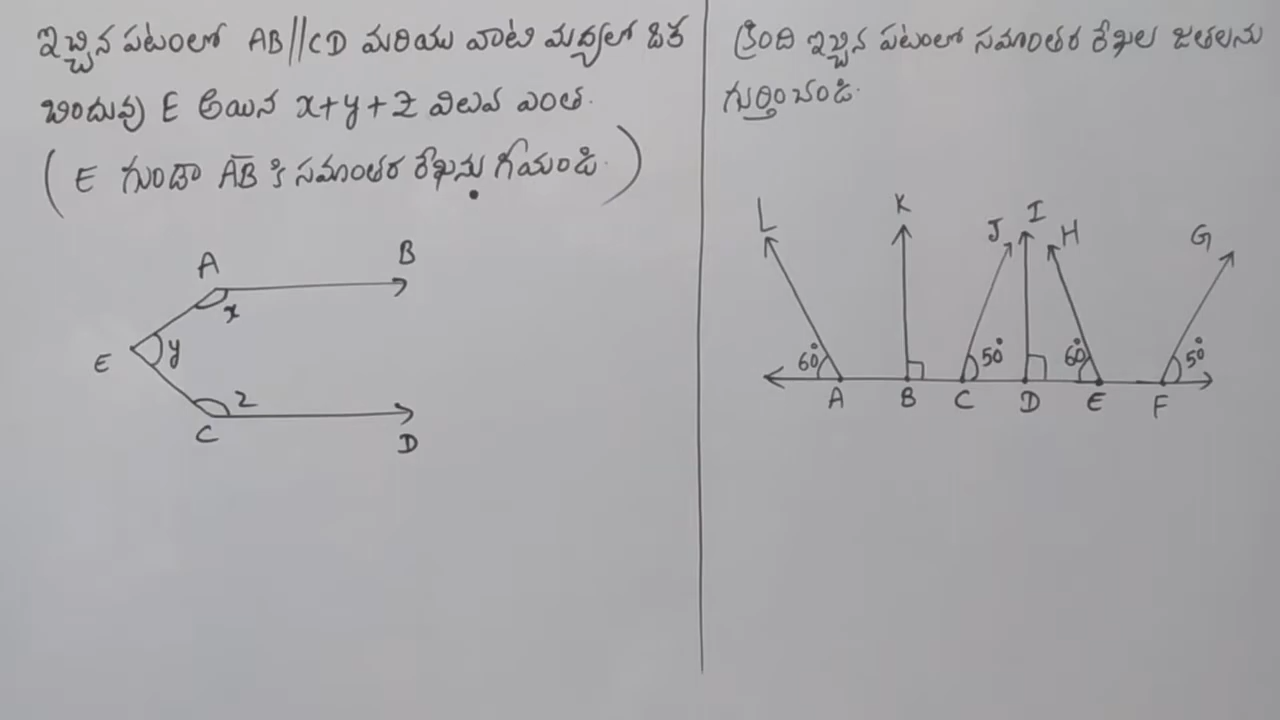 ఇచ్చిన పటంలో AB//CD మరియు వాటి మధ్యలో ఒక
బిందువు E అయిన x+y+z విలువ ఎంత.
( E గుండా AB కి సమాంతర రేఖను గీయండి. )
A
B
x
E
y
z
C
D
క్రింది ఇచ్చిన పటంలో సమాంతర రేఖల జతలను
గుర్తించండి.
L
K
J
I
H
G
60°
50°
60°
50°
A
B
C
D
E
F